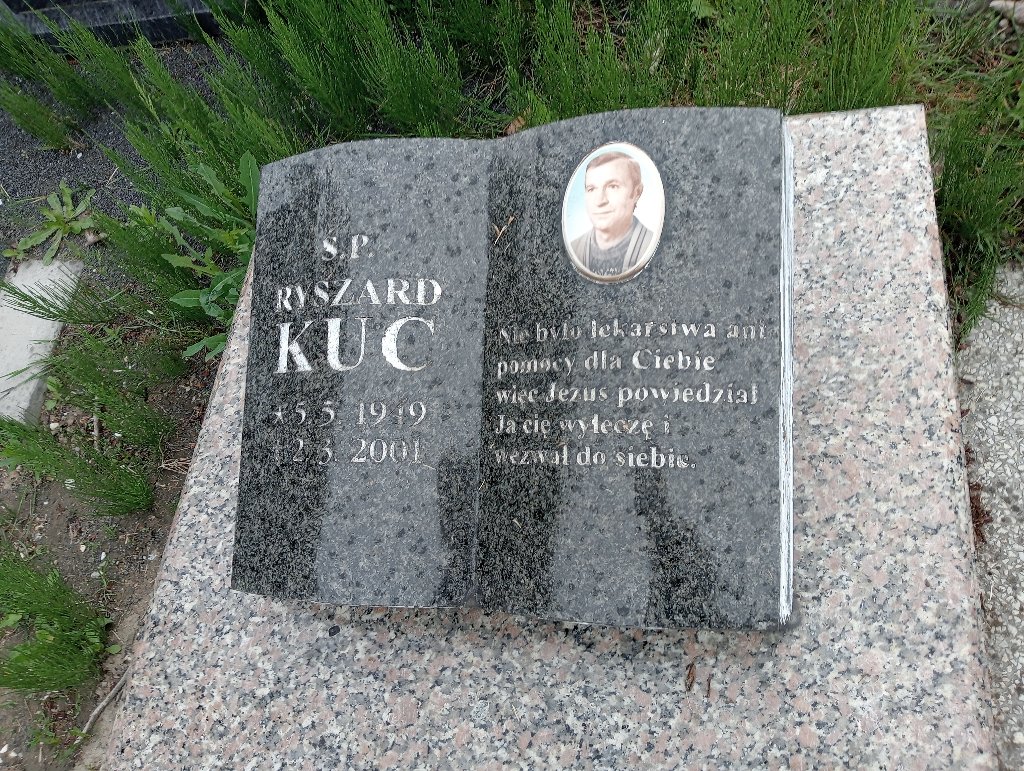 Ś.P.
RYSZARD
KUC
* 5.5. 1949
† 2.3. 2001
Nie było lekarstwa ani
pomocy dla Ciebie
więc Jezus powiedział
Ja cię wyleczę i
wezwał do siebie.